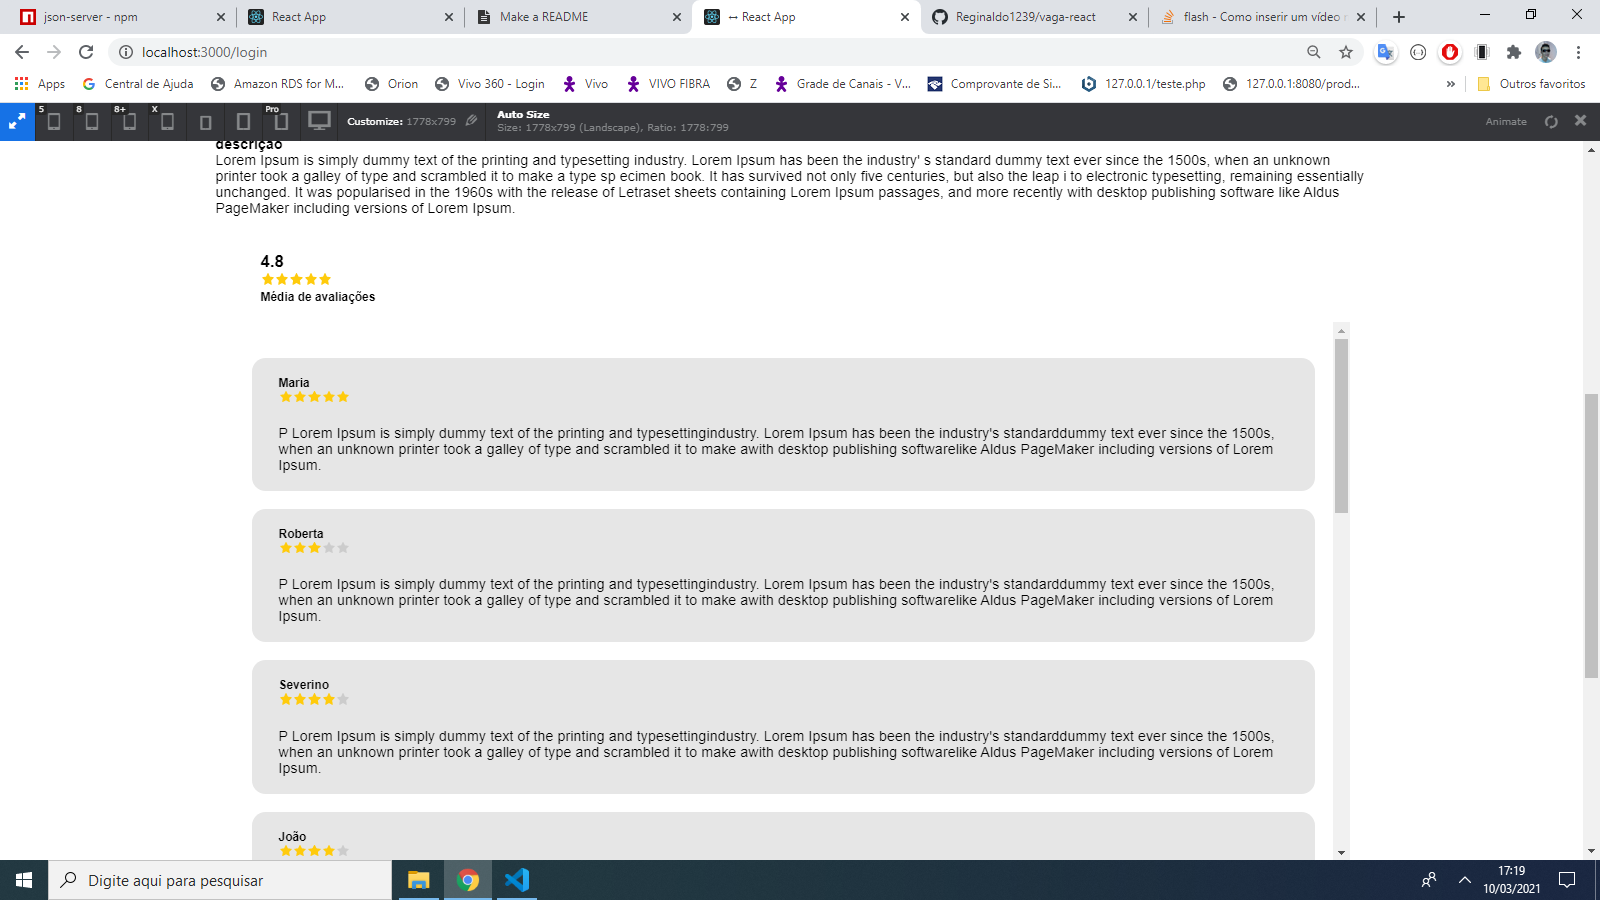 json-server - npm
React App
Make a README
↔ React App
Reginaldo1239/vaga-react
flash - Como inserir um vídeo
localhost:3000/login
Apps
Central de Ajuda
Amazon RDS for M...
Orion
Vivo 360 - Login
Vivo
VIVO FIBRA
Z
Grade de Canais - V...
Comprovante de Si...
127.0.0.1/teste.php
127.0.0.1:8080/prod...
»
Outros favoritos
5
8
8+
X
Pro
Customize: 1778x799
Auto Size
Size: 1778x799 (Landscape), Ratio: 1778:799
Animate
descrição
Lorem Ipsum is simply dummy text of the printing and typesetting industry. Lorem Ipsum has been the industry' s standard dummy text ever since the 1500s, when an unknown
printer took a galley of type and scrambled it to make a type sp ecimen book. It has survived not only five centuries, but also the leap i to electronic typesetting, remaining essentially
unchanged. It was popularised in the 1960s with the release of Letraset sheets containing Lorem Ipsum passages, and more recently with desktop publishing software like Aldus
PageMaker including versions of Lorem Ipsum.
4.8
Média de avaliações
Maria
P Lorem Ipsum is simply dummy text of the printing and typesettingindustry. Lorem Ipsum has been the industry's standarddummy text ever since the 1500s,
when an unknown printer took a galley of type and scrambled it to make awith desktop publishing softwarelike Aldus PageMaker including versions of Lorem
Ipsum.
Roberta
P Lorem Ipsum is simply dummy text of the printing and typesettingindustry. Lorem Ipsum has been the industry's standarddummy text ever since the 1500s,
when an unknown printer took a galley of type and scrambled it to make awith desktop publishing softwarelike Aldus PageMaker including versions of Lorem
Ipsum.
Severino
P Lorem Ipsum is simply dummy text of the printing and typesettingindustry. Lorem Ipsum has been the industry's standarddummy text ever since the 1500s,
when an unknown printer took a galley of type and scrambled it to make awith desktop publishing softwarelike Aldus PageMaker including versions of Lorem
Ipsum.
João
Digite aqui para pesquisar
17:19
10/03/2021